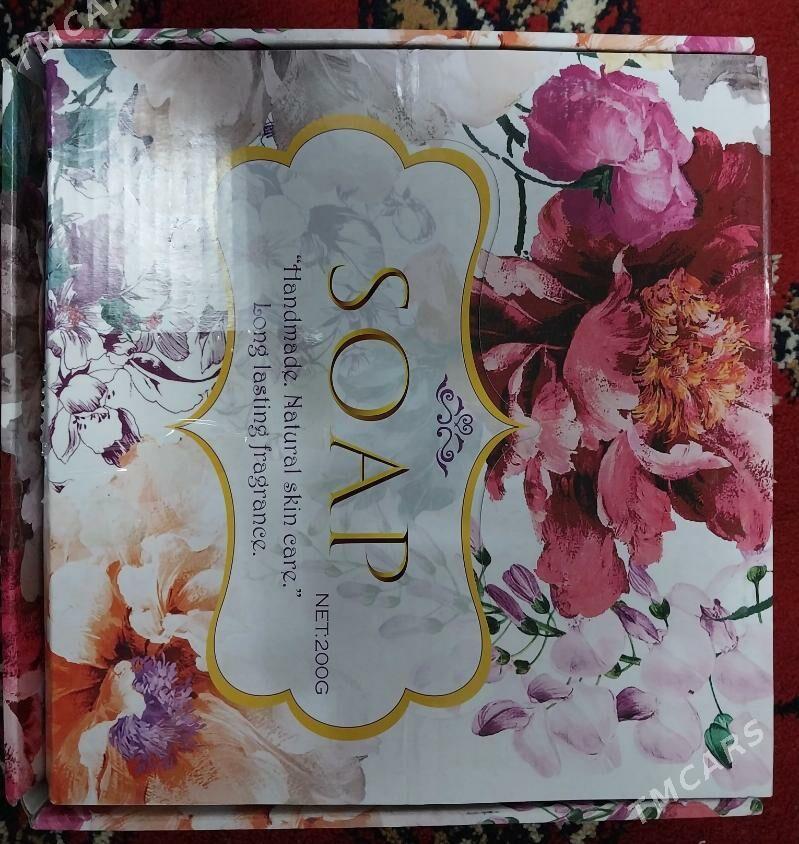 TMCARS
SOAP
“Handmade. Natural skin care.”
Long lasting fragrance.
NET:200G
TMCARS